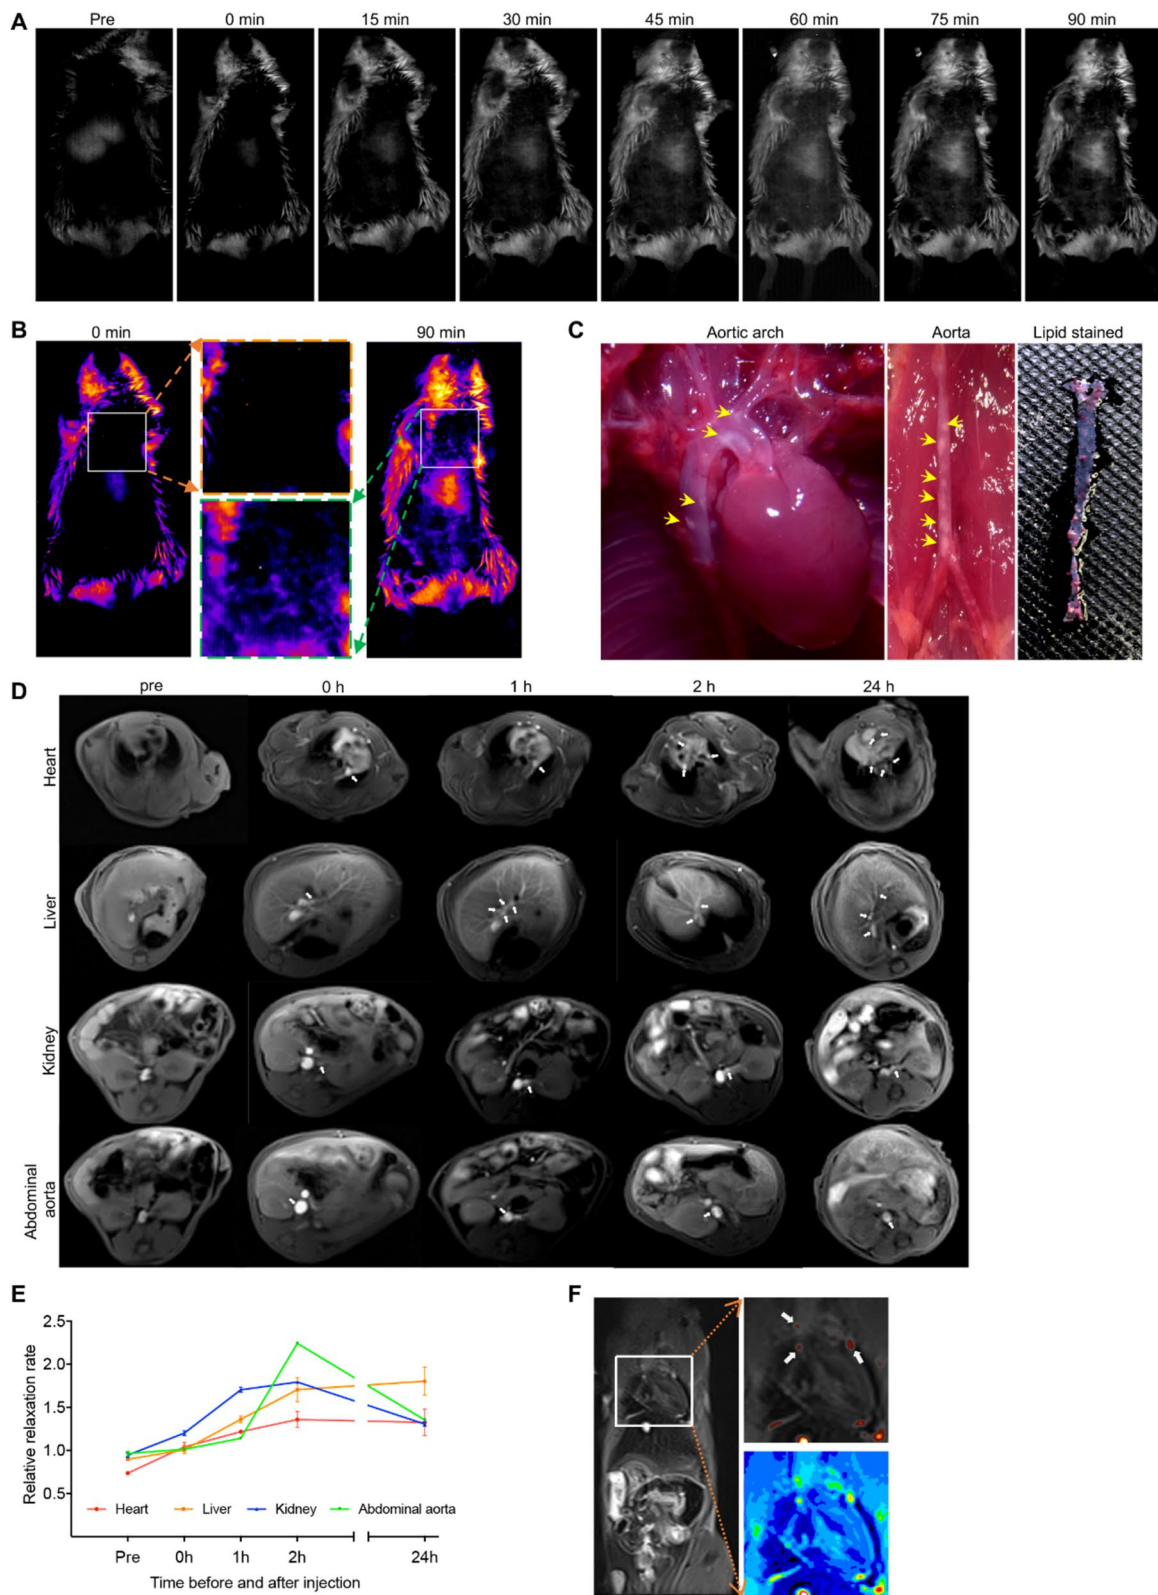 A
Pre 0 min 15 min 30 min 45 min 60 min 75 min 90 min
B
0 min 90 min
C
Aortic arch Aorta Lipid stained
D
pre 0 h 1 h 2 h 24 h
Heart
Liver
Kidney
Abdominal
aorta
E
Relative relaxation rate
2.5
2.0
1.5
1.0
0.5
Heart Liver Kidney Abdominal aorta
Pre 0h 1h 2h 24h
Time before and after injection
F